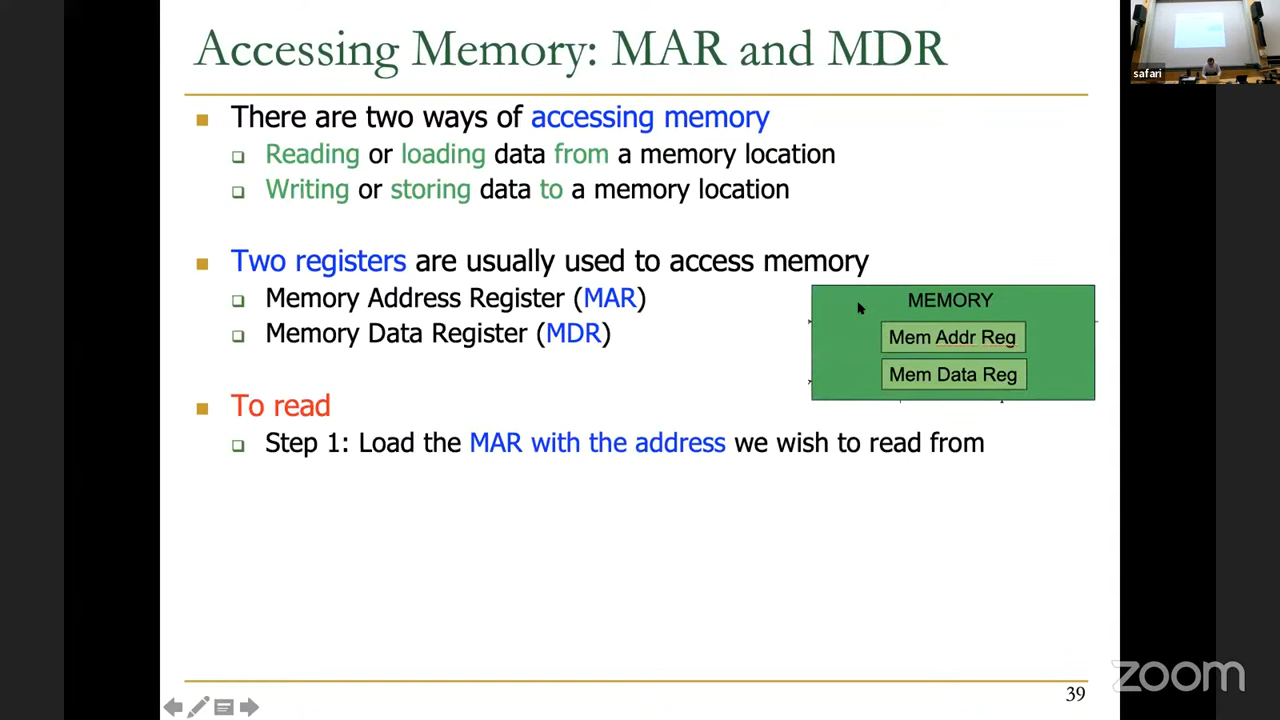 Accessing Memory: MAR and MDR
There are two ways of accessing memory
Reading or loading data from a memory location
Writing or storing data to a memory location
Two registers are usually used to access memory
Memory Address Register (MAR)
Memory Data Register (MDR)
MEMORY
Mem Addr Reg
Mem Data Reg
To read
Step 1: Load the MAR with the address we wish to read from
39
safari
zoom